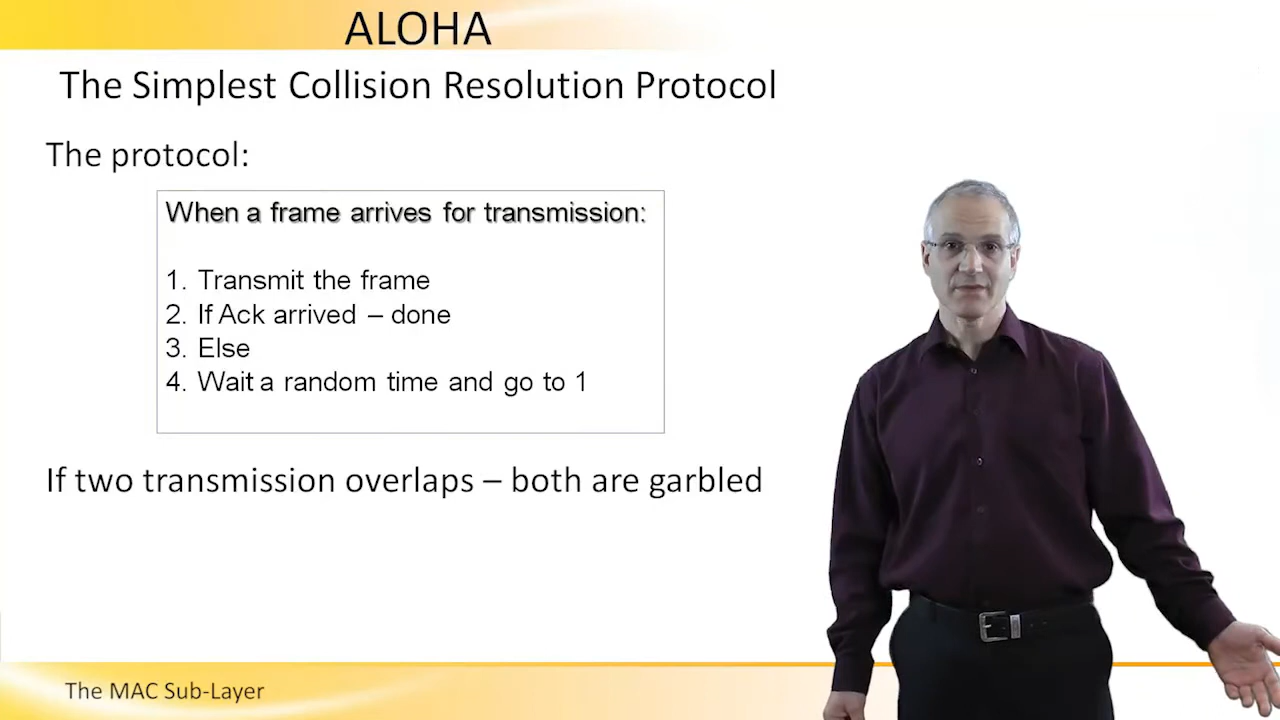 ALOHA
The Simplest Collision Resolution Protocol
The protocol:
When a frame arrives for transmission:
1. Transmit the frame
2. If Ack arrived – done
3. Else
4. Wait a random time and go to 1
If two transmission overlaps – both are garbled
The MAC Sub-Layer